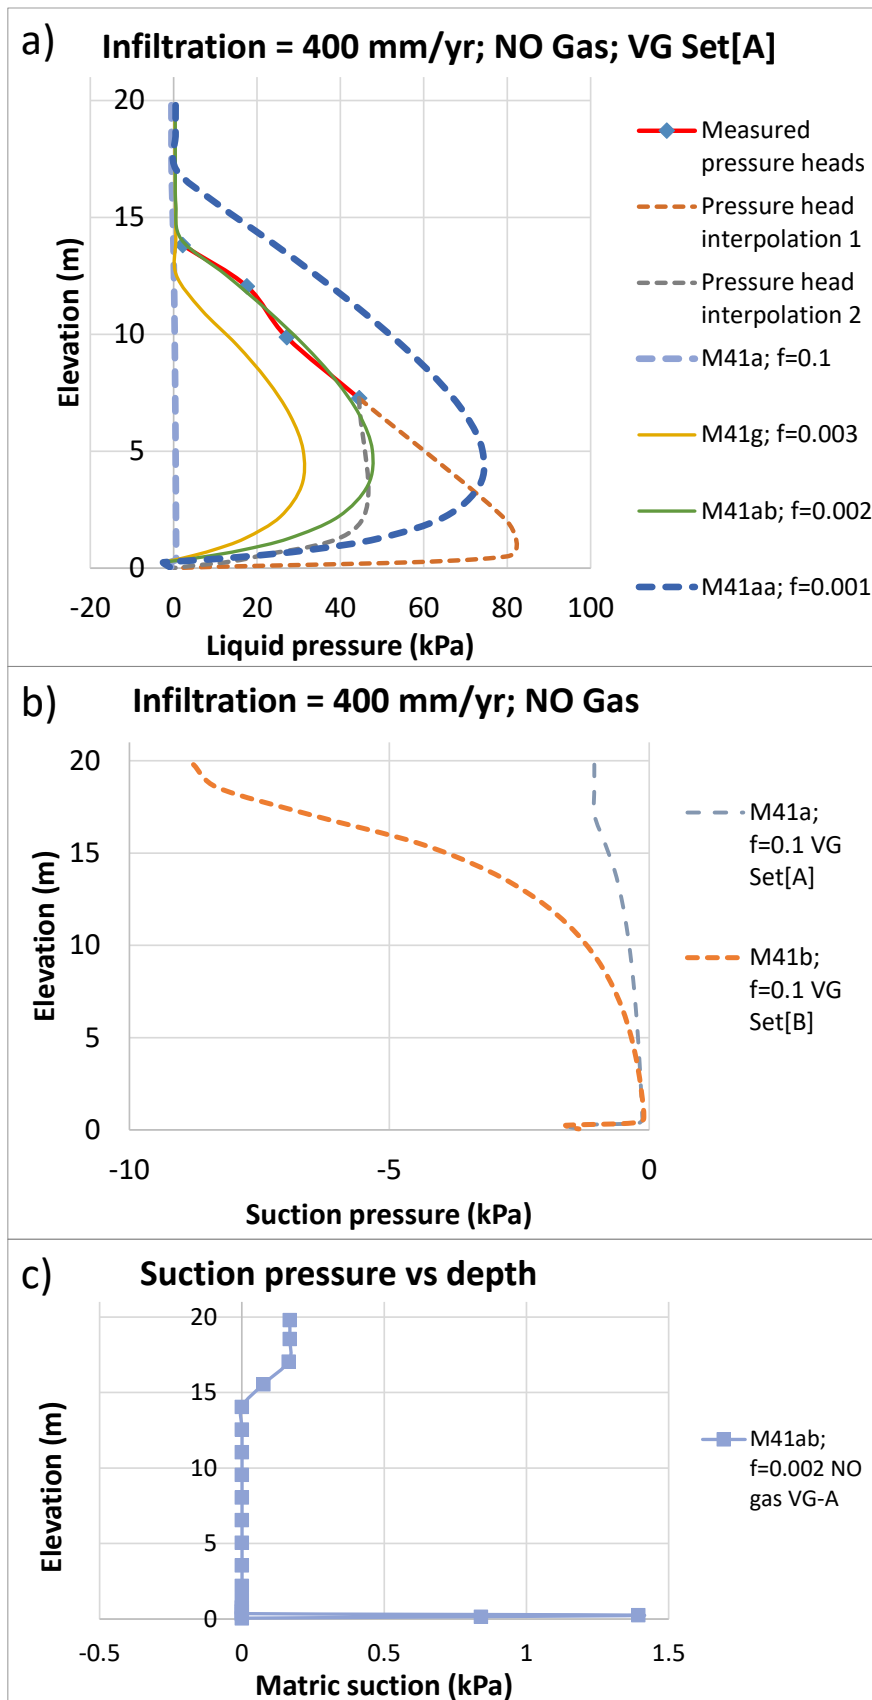 a) Infiltration = 400 mm/yr; NO Gas; VG Set[A]
20
15
10
5
0
Elevation (m)
-20 0 20 40 60 80 100
Liquid pressure (kPa)
Measured
pressure heads
Pressure head
interpolation 1
Pressure head
interpolation 2
M41a; f=0.1
M41g; f=0.003
M41ab; f=0.002
M41aa; f=0.001
b) Infiltration = 400 mm/yr; NO Gas
20
15
10
5
0
Elevation (m)
-10 -5 0
Suction pressure (kPa)
M41a;
f=0.1 VG
Set[A]
M41b;
f=0.1 VG
Set[B]
c) Suction pressure vs depth
20
15
10
5
0
Elevation (m)
-0.5 0 0.5 1 1.5
Matric suction (kPa)
M41ab;
f=0.002 NO
gas VG-A